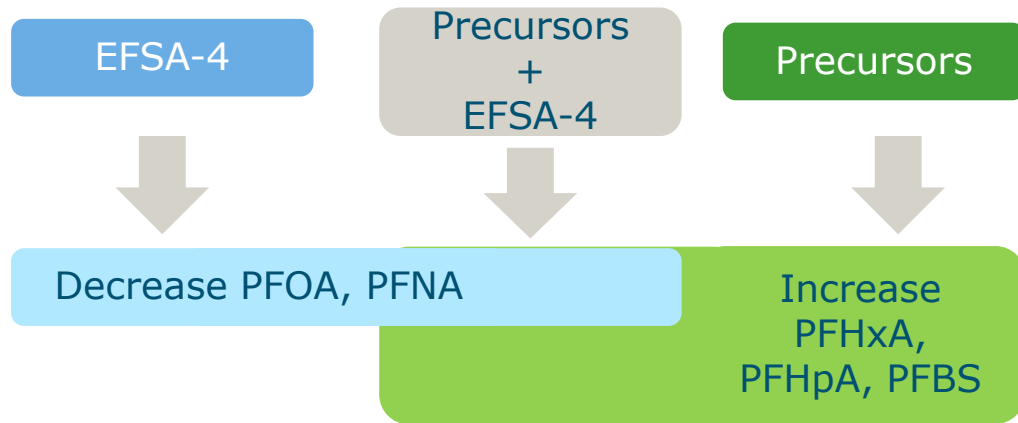 EFSA-4
Precursors
+
EFSA-4
Precursors
Decrease PFOA, PFNA
Increase
PFHxA,
PFHpA, PFBS